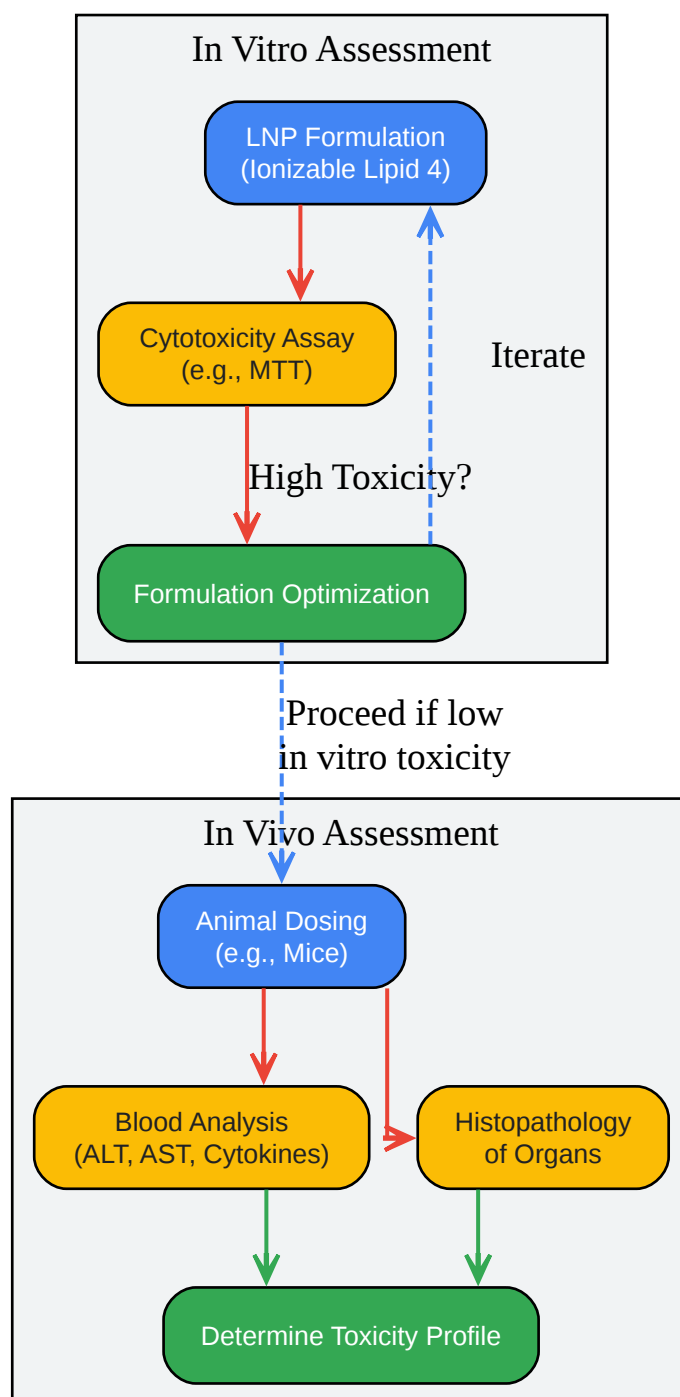 In Vitro Assessment
LNP Formulation
(Ionizable Lipid 4)
Cytotoxicity Assay
(e.g., MTT)
Iterate
High Toxicity?
Formulation Optimization
Proceed if low
in vitro toxicity
In Vivo Assessment
Animal Dosing
(e.g., Mice)
Blood Analysis
(ALT, AST, Cytokines)
Histopathology
of Organs
Determine Toxicity Profile